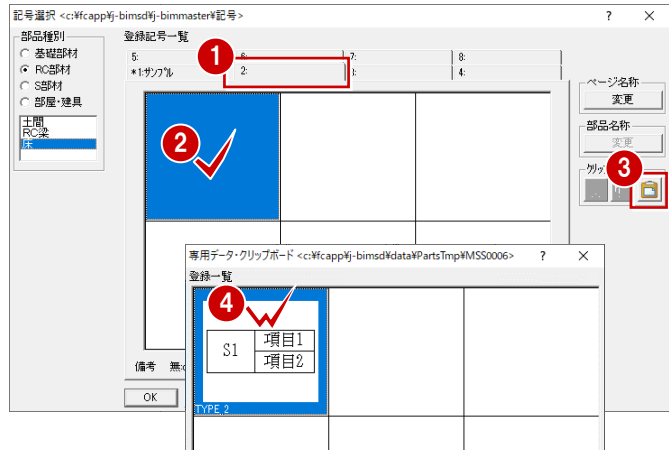 記号選択 <c:¥fcapp¥j-bimsd¥j-bimmaster¥記号>
? ×
部品種別
基礎部材
RC部材
S部材
部屋・建具
土間
RC梁
床
登録記号一覧
5:
6:
7:
8:
*1:サンプル
2:
3:
4:
1
2
3
4
ページ名称
変更
部品名称
変更
備考
OK
専用データ・クリップボード <c:¥fcapp¥j-bimsd¥data¥PartsTmp¥MSS0006>
? ×
登録一覧
S1
項目1
項目2
TYPE_2